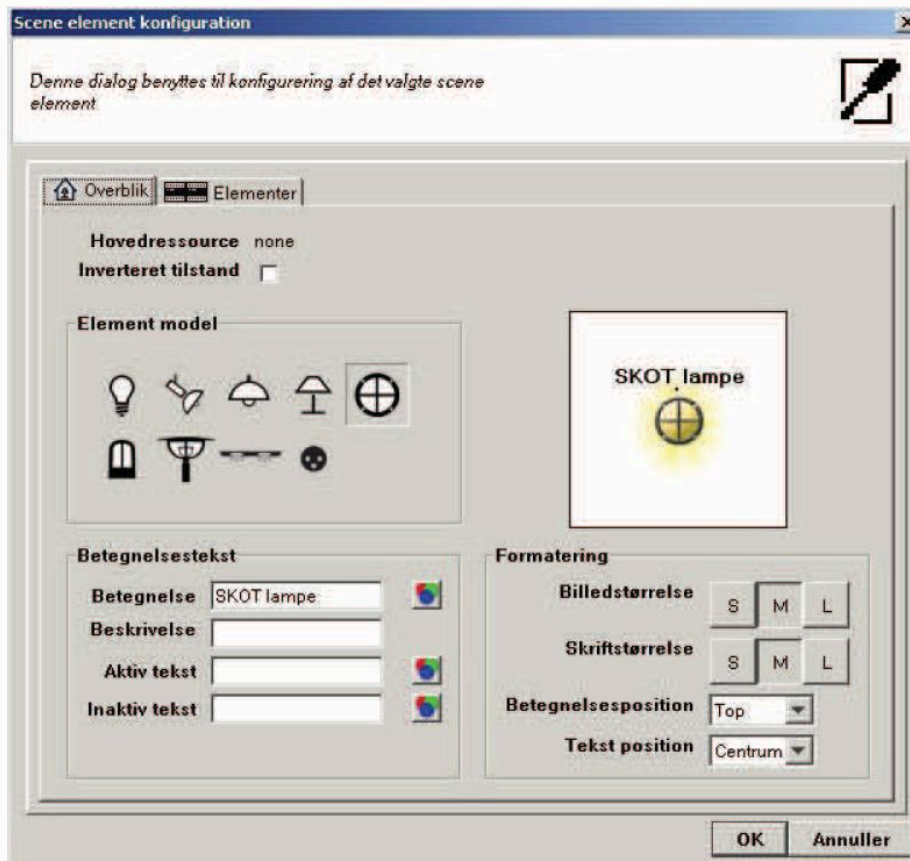 Scene element konfiguration
Denne dialog benyttes til konfigurering af det valgte scene
element
Overblik
Elementer
Hovedressource none
Inverteret tilstand
Element model
SKOT lampe
Betegnelsestekst
Betegnelse SKOT lampe
Beskrivelse
Aktiv tekst
Inaktiv tekst
Formatering
Billedstørrelse S M L
Skriftstørrelse S M L
Betegnelsesposition Top
Tekst position Centrum
OK Annuller